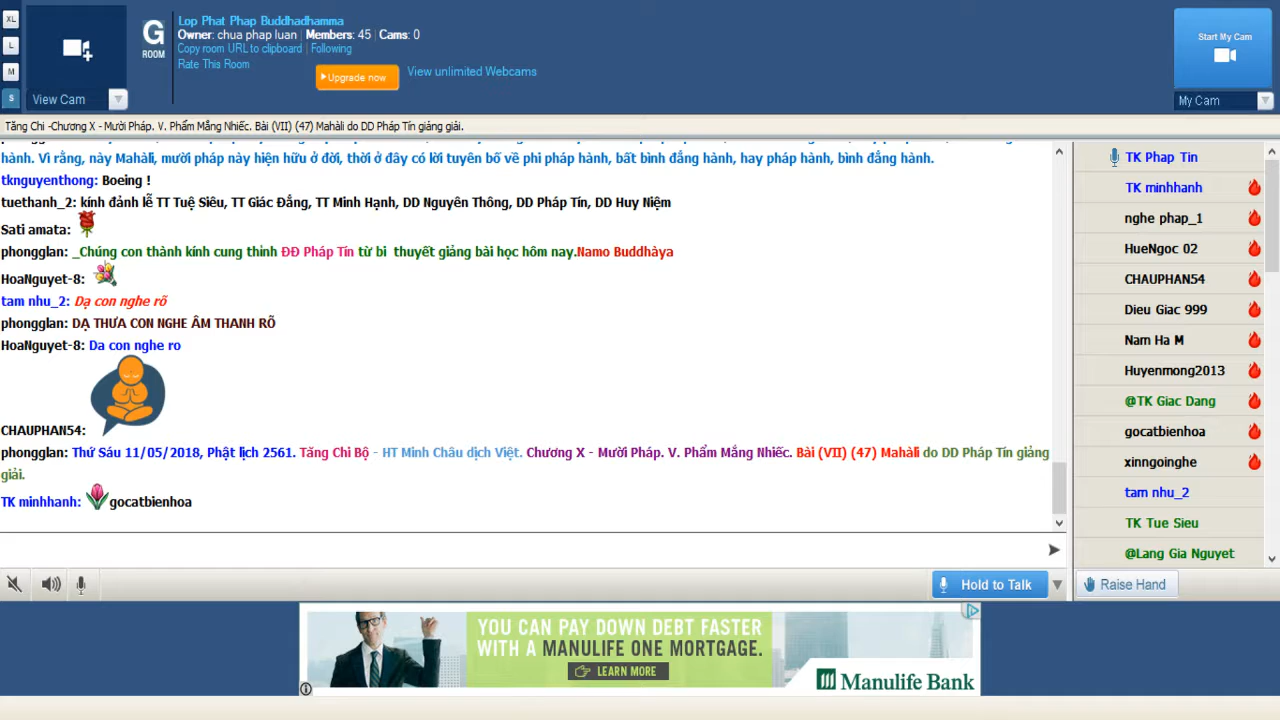 XL
L
M
S
View Cam
G
ROOM
Lop Phat Phap Buddhadhamma
Owner: chua phap luan | Members: 45 | Cams: 0
Copy room URL to clipboard | Following
Rate This Room
Upgrade now
View unlimited Webcams
Start My Cam
My Cam
Tăng Chi -Chương X - Mười Pháp. V. Phẩm Mắng Nhiếc. Bài (VII) (47) Mahàli do DD Pháp Tín giảng giải.
hành. Vì rằng, này Mahàli, mười pháp này hiện hữu ở đời, thời ở đây có lời tuyên bố về phi pháp hành, bất bình đẳng hành, hay pháp hành, bình đẳng hành.
tknguyenthong: Boeing !
tuethanh_2: kính đảnh lễ TT Tuệ Siêu, TT Giác Đẳng, TT Minh Hạnh, DD Nguyên Thông, DD Pháp Tín, DD Huy Niệm
Sati amata:
phongglan: _Chúng con thành kính cung thỉnh ĐĐ Pháp Tín từ bi thuyết giảng bài học hôm nay.Namo Buddhàya
HoaNguyet-8:
tam nhu_2: Dạ con nghe rõ
phongglan: DẠ THƯA CON NGHE ÂM THANH RÕ
HoaNguyet-8: Da con nghe ro
CHAUPHAN54:
phongglan: Thứ Sáu 11/05/2018, Phật lịch 2561. Tăng Chi Bộ - HT Minh Châu dịch Việt. Chương X - Mười Pháp. V. Phẩm Mắng Nhiếc. Bài (VII) (47) Mahàli do DD Pháp Tín giảng
giải.
TK minhhanh: gocatbienhoa
TK Phap Tin
TK minhhanh
nghe phap_1
HueNgoc 02
CHAUPHAN54
Dieu Giac 999
Nam Ha M
Huyenmong2013
@TK Giac Dang
gocatbienhoa
xinngoinghe
tam nhu_2
TK Tue Sieu
@Lang Gia Nguyet
Hold to Talk
Raise Hand
YOU CAN PAY DOWN DEBT FASTER
WITH A MANULIFE ONE MORTGAGE.
LEARN MORE
Manulife Bank